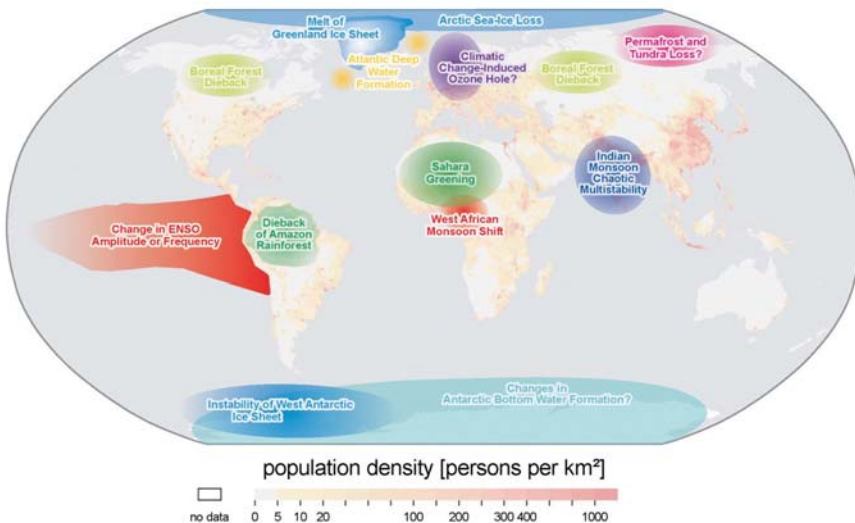 Melt of
Greenland Ice Sheet
Arctic Sea-Ice Loss
Atlantic Deep
Water
Formation
Climatic
Change-Induced
Ozone Hole?
Permafrost and
Tundra Loss?
Boreal Forest
Dieback
Boreal Forest
Dieback
Sahara
Greening
Indian
Monsoon
Chaotic
Multistability
Change in ENSO
Amplitude or Frequency
Dieback
of Amazon
Rainforest
West African
Monsoon Shift
Instability of West Antarctic
Ice Sheet
Changes in
Antarctic Bottom Water Formation?
population density [persons per km²]
no data
0 5 10 20 100 200 300 400 1000